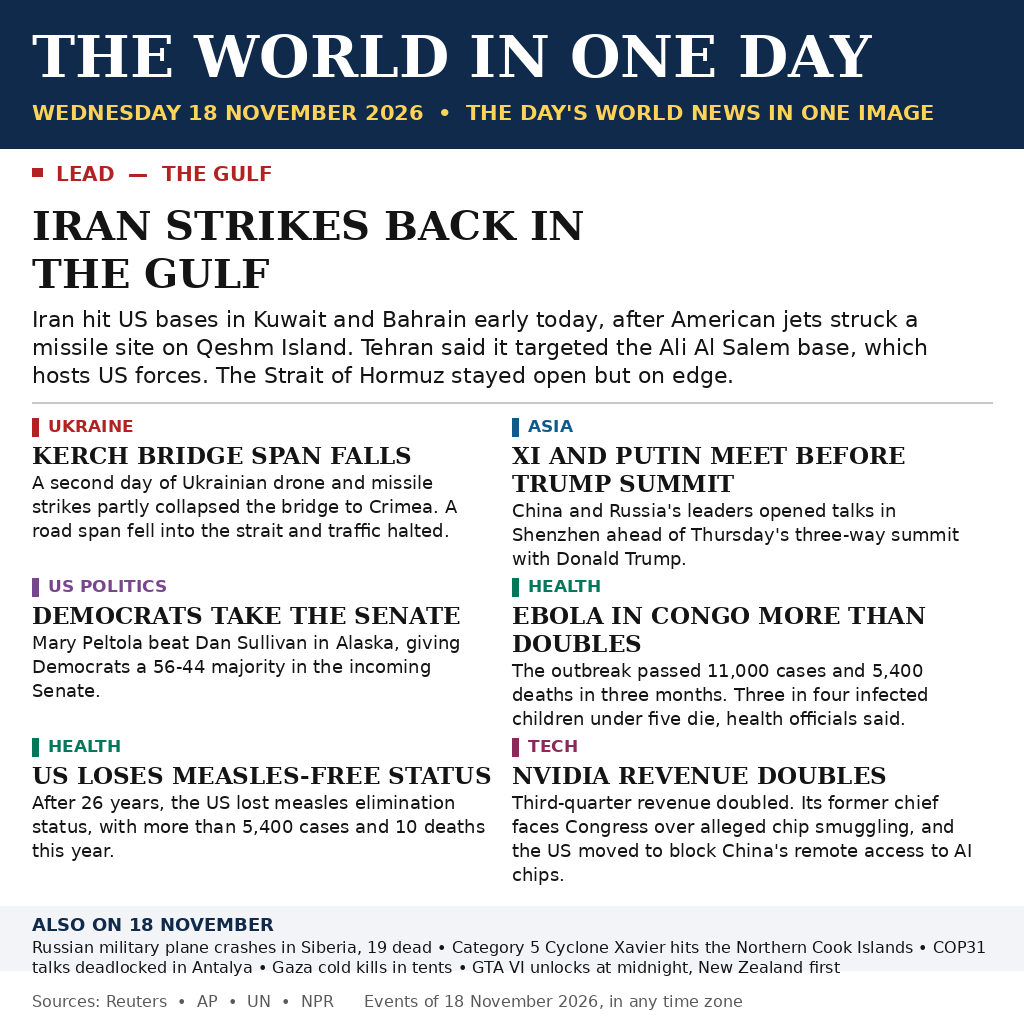 THE WORLD IN ONE DAY
WEDNESDAY 18 NOVEMBER 2026 • THE DAY'S WORLD NEWS IN ONE IMAGE
LEAD — THE GULF
IRAN STRIKES BACK IN
THE GULF
Iran hit US bases in Kuwait and Bahrain early today, after American jets struck a
missile site on Qeshm Island. Tehran said it targeted the Ali Al Salem base, which
hosts US forces. The Strait of Hormuz stayed open but on edge.
UKRAINE
KERCH BRIDGE SPAN FALLS
A second day of Ukrainian drone and missile
strikes partly collapsed the bridge to Crimea. A
road span fell into the strait and traffic halted.
ASIA
XI AND PUTIN MEET BEFORE
TRUMP SUMMIT
China and Russia's leaders opened talks in
Shenzhen ahead of Thursday's three-way summit
with Donald Trump.
US POLITICS
DEMOCRATS TAKE THE SENATE
Mary Peltola beat Dan Sullivan in Alaska, giving
Democrats a 56-44 majority in the incoming
Senate.
HEALTH
EBOLA IN CONGO MORE THAN
DOUBLES
The outbreak passed 11,000 cases and 5,400
deaths in three months. Three in four infected
children under five die, health officials said.
HEALTH
US LOSES MEASLES-FREE STATUS
After 26 years, the US lost measles elimination
status, with more than 5,400 cases and 10 deaths
this year.
TECH
NVIDIA REVENUE DOUBLES
Third-quarter revenue doubled. Its former chief
faces Congress over alleged chip smuggling, and
the US moved to block China's remote access to AI
chips.
ALSO ON 18 NOVEMBER
Russian military plane crashes in Siberia, 19 dead • Category 5 Cyclone Xavier hits the Northern Cook Islands • COP31
talks deadlocked in Antalya • Gaza cold kills in tents • GTA VI unlocks at midnight, New Zealand first
Sources: Reuters • AP • UN • NPR Events of 18 November 2026, in any time zone